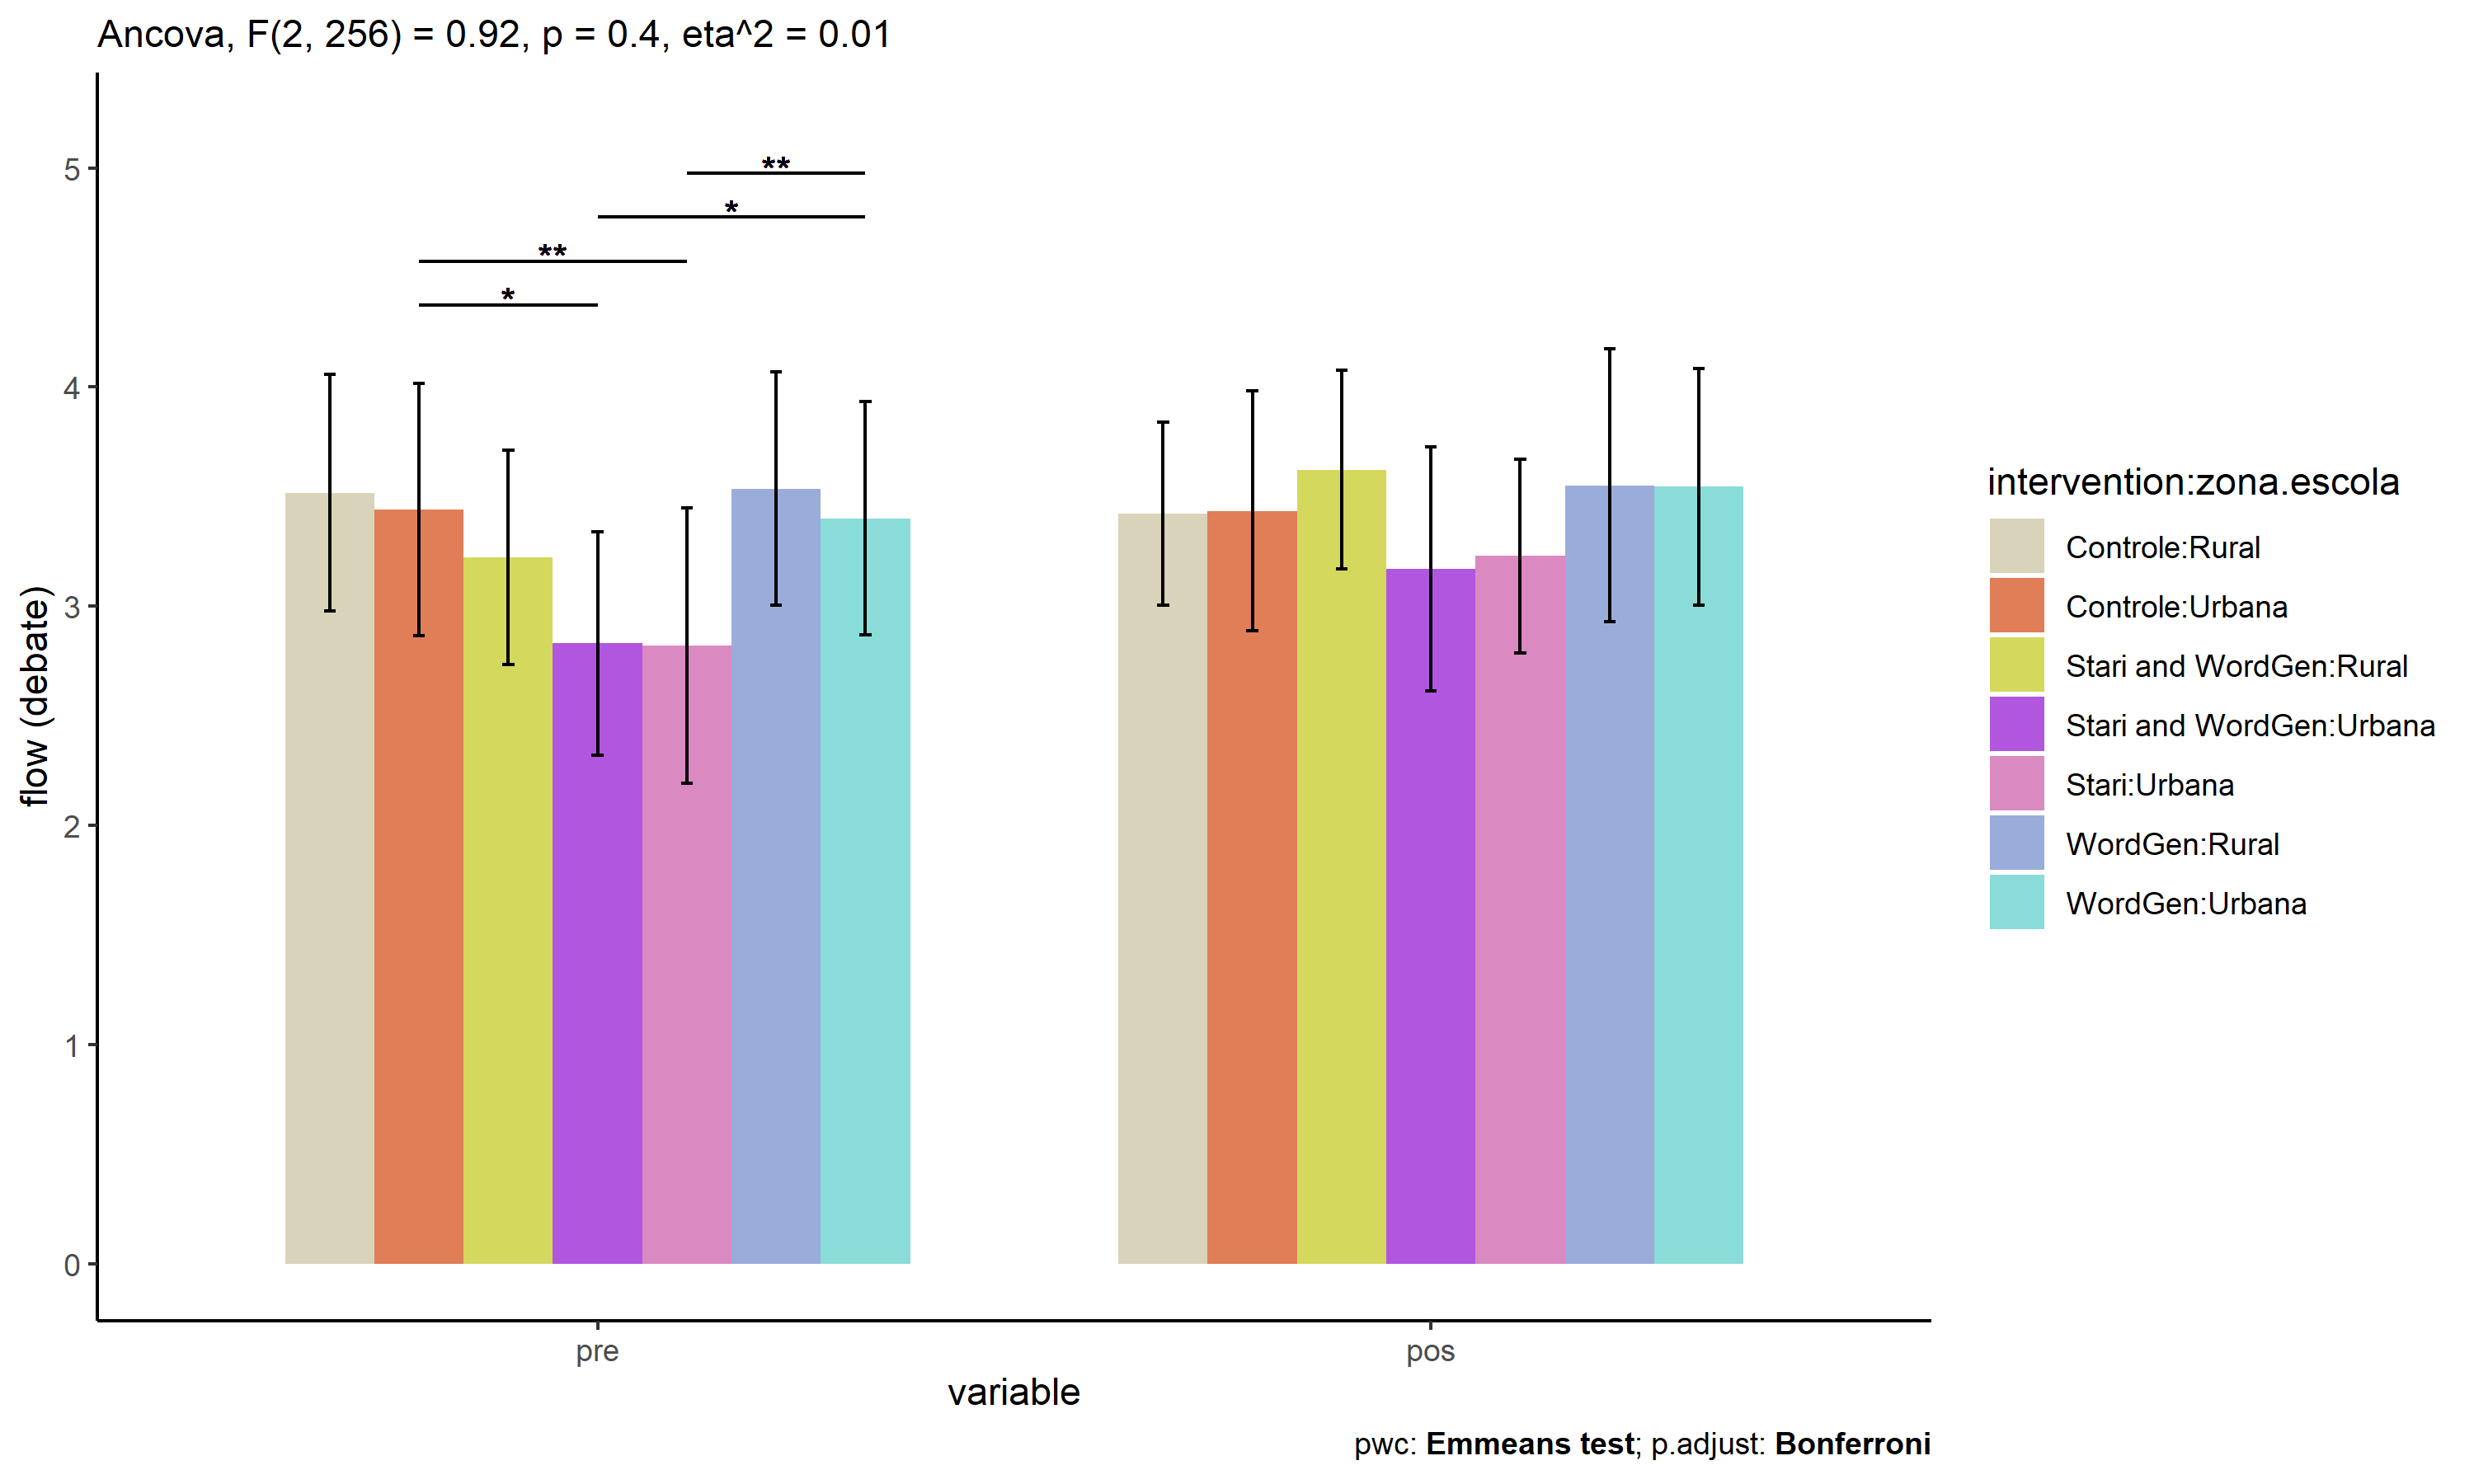 Ancova, F(2, 256) = 0.92, p = 0.4, eta^2 = 0.01
flow (debate)
5
4
3
2
1
0
**
*
**
*
pre
pos
variable
intervention:zona.escola
Controle:Rural
Controle:Urbana
Stari and WordGen:Rural
Stari and WordGen:Urbana
Stari:Urbana
WordGen:Rural
WordGen:Urbana
pwc: Emmeans test; p.adjust: Bonferroni